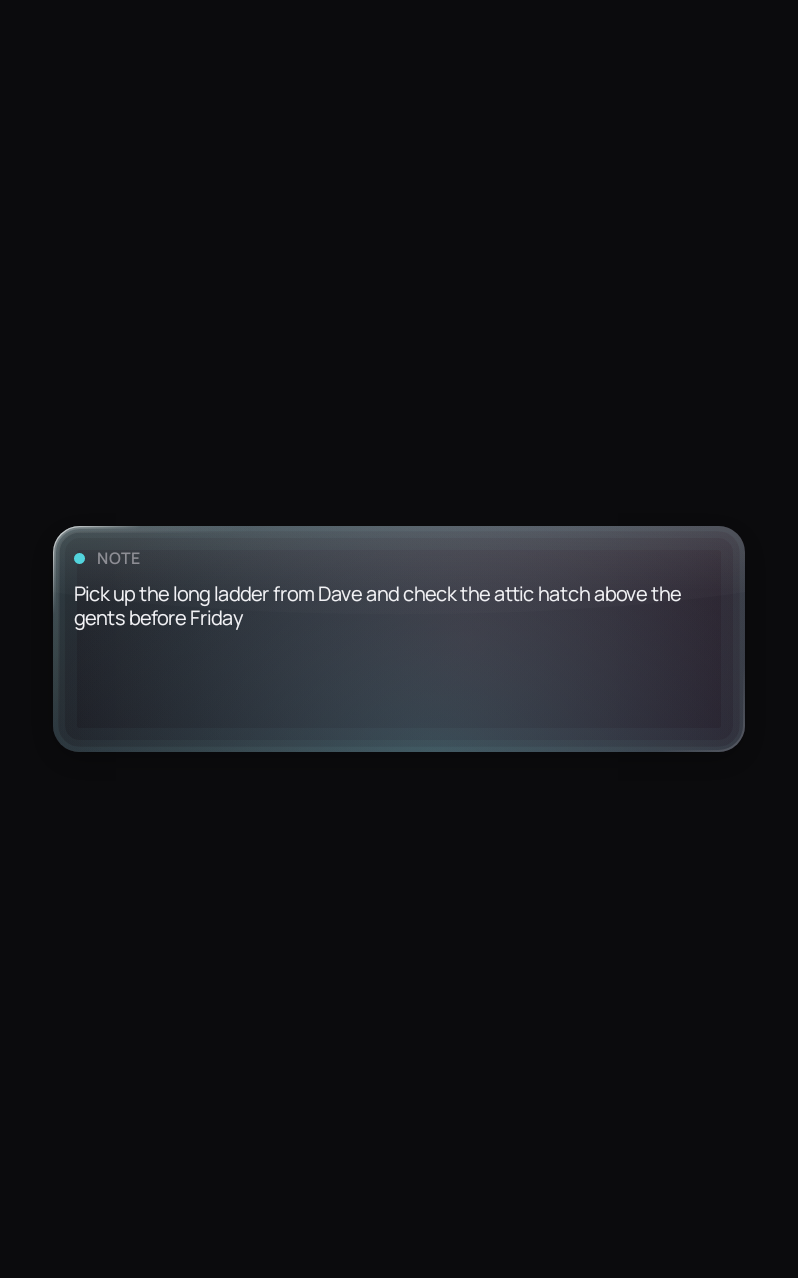 NOTE
Pick up the long ladder from Dave and check the attic hatch above the
gents before Friday